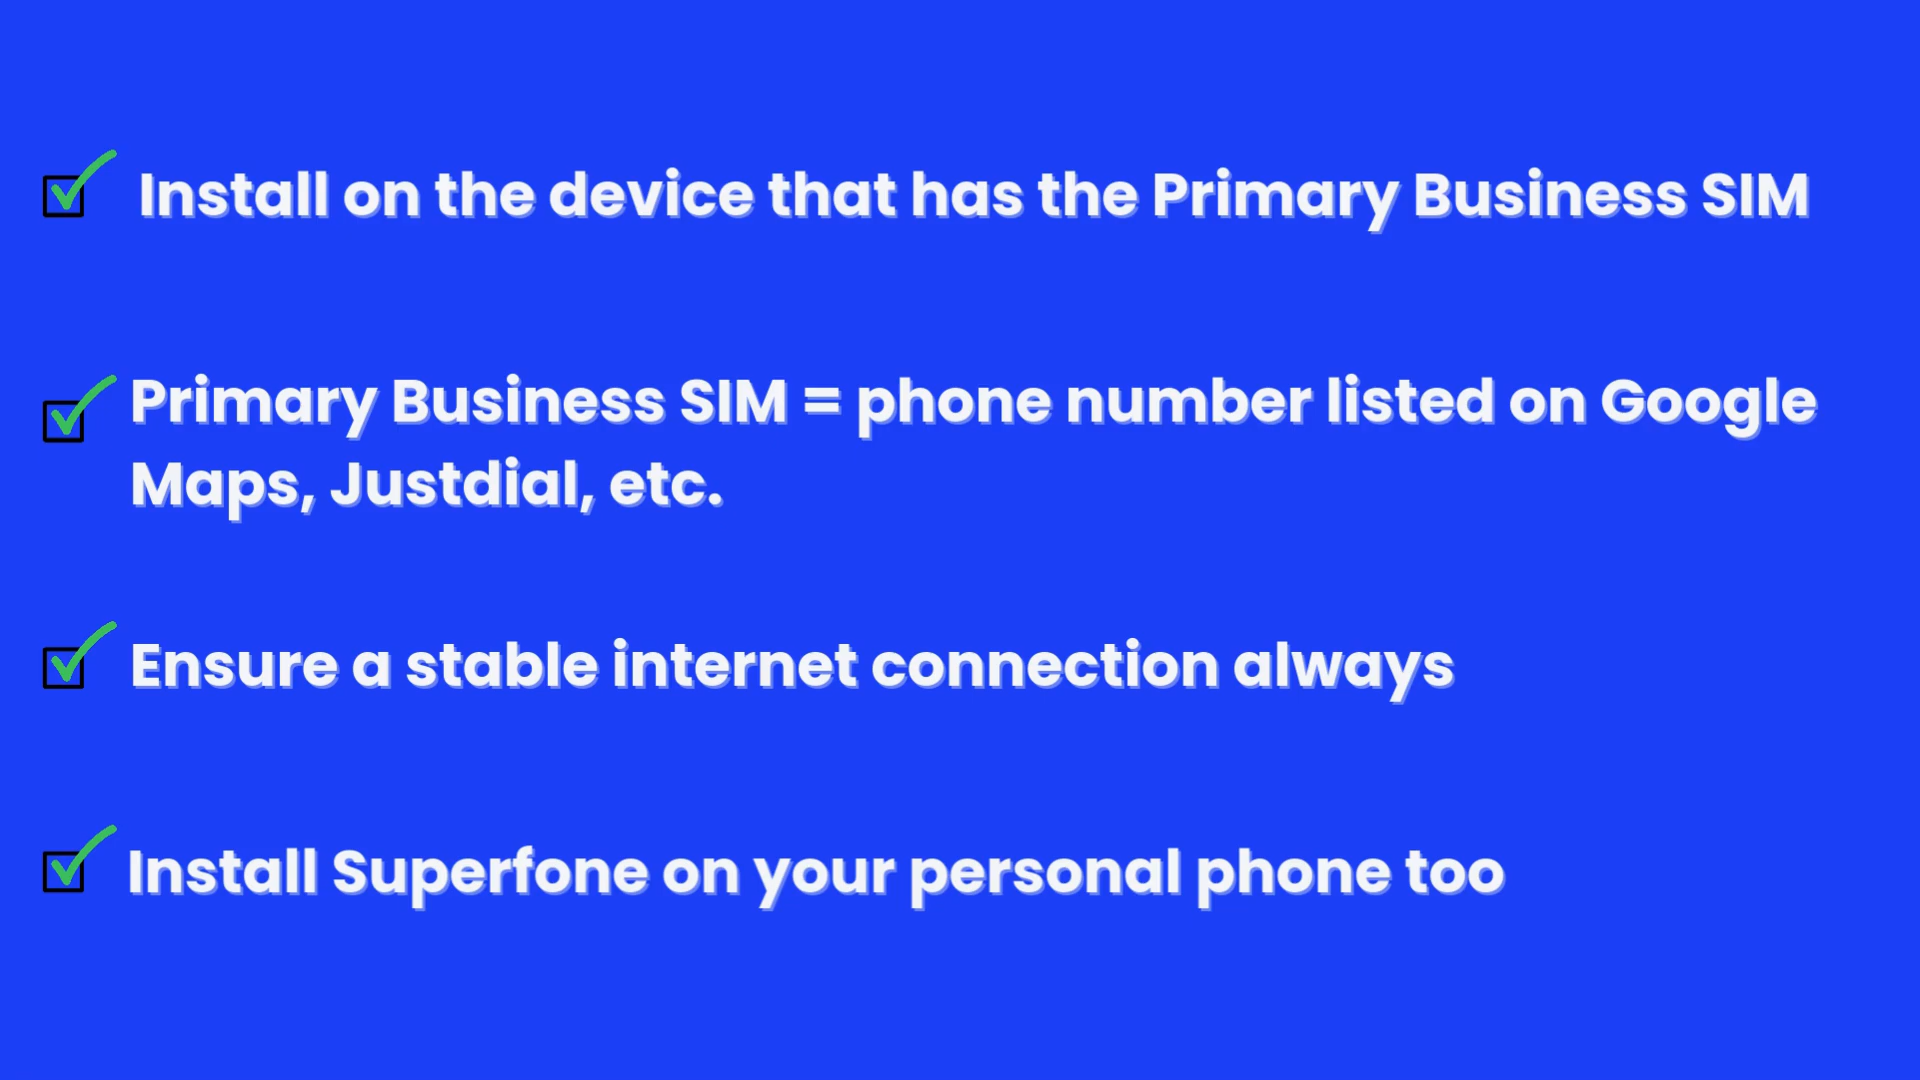 Install on the device that has the Primary Business SIM
Primary Business SIM = phone number listed on Google
Maps, Justdial, etc.
Ensure a stable internet connection always
Install Superfone on your personal phone too